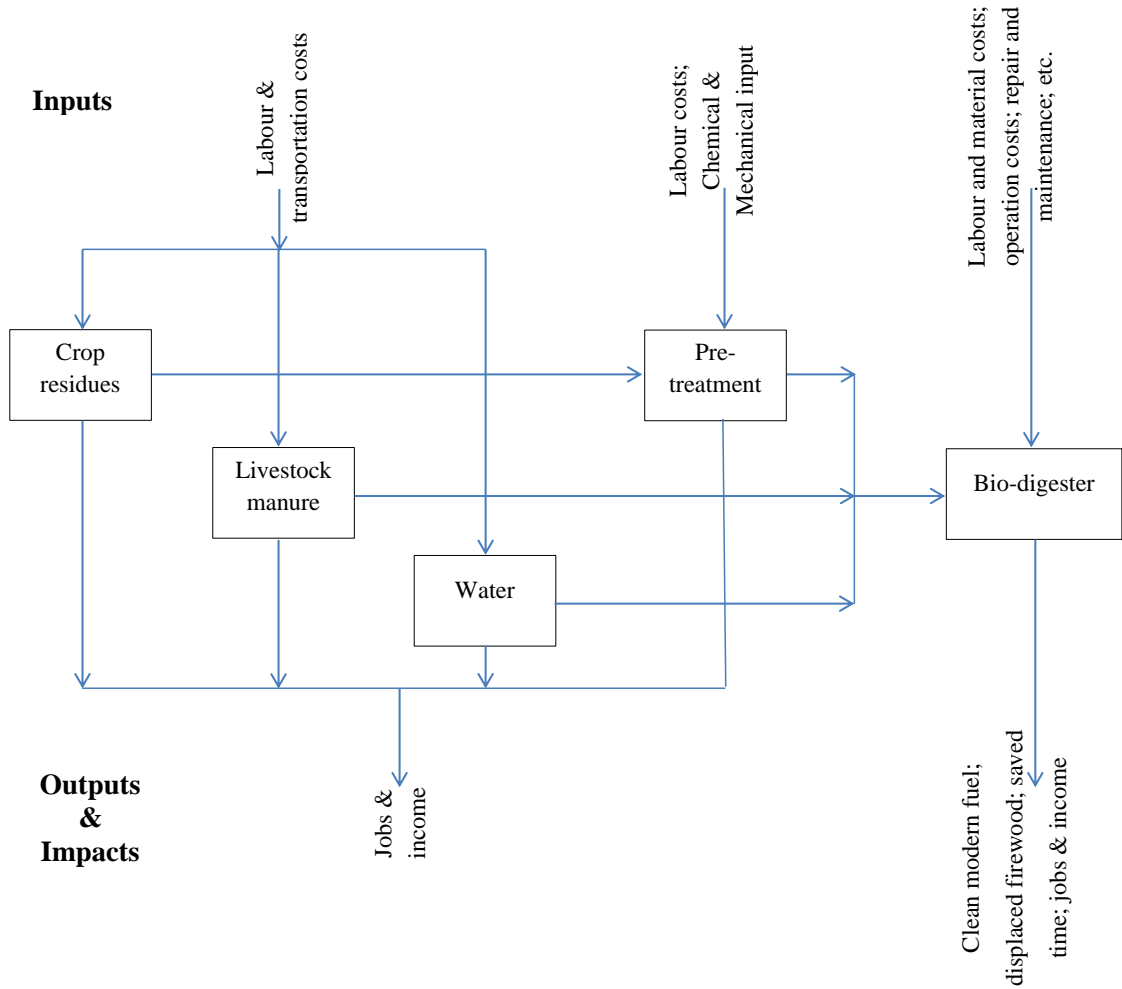 Inputs
Labour &
transportation costs
Labour costs;
Chemical &
Mechanical input
Labour and material costs;
operation costs; repair and
maintenance; etc.
Crop
residues
Pre-
treatment
Livestock
manure
Bio-digester
Water
Outputs
&
Impacts
Jobs &
income
Clean modern fuel;
displaced firewood; saved
time; jobs & income